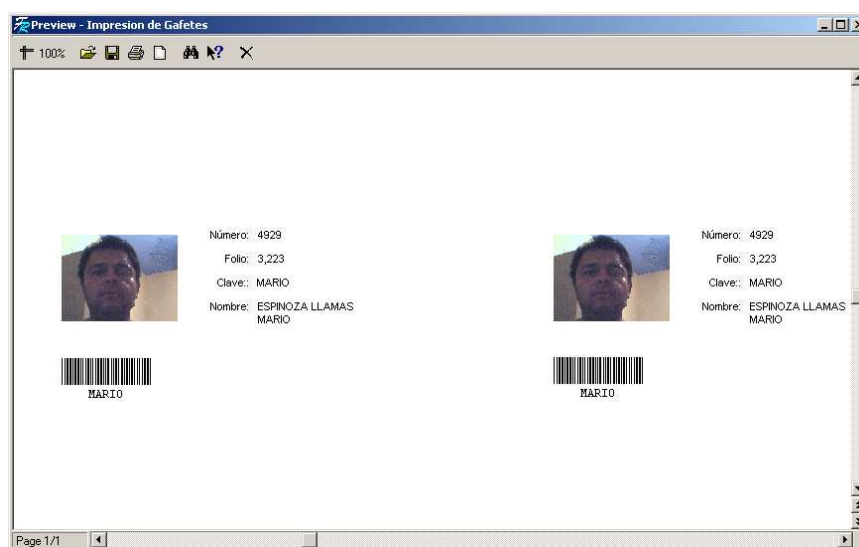 Preview - Impresion de Gafetes
100%
Número: 4929
Folio: 3,223
Clave:: MARIO
Nombre: ESPINOZA LLAMAS
MARIO
MARIO
Número: 4929
Folio: 3,223
Clave:: MARIO
Nombre: ESPINOZA LLAMAS
MARIO
MARIO
Page 1/1